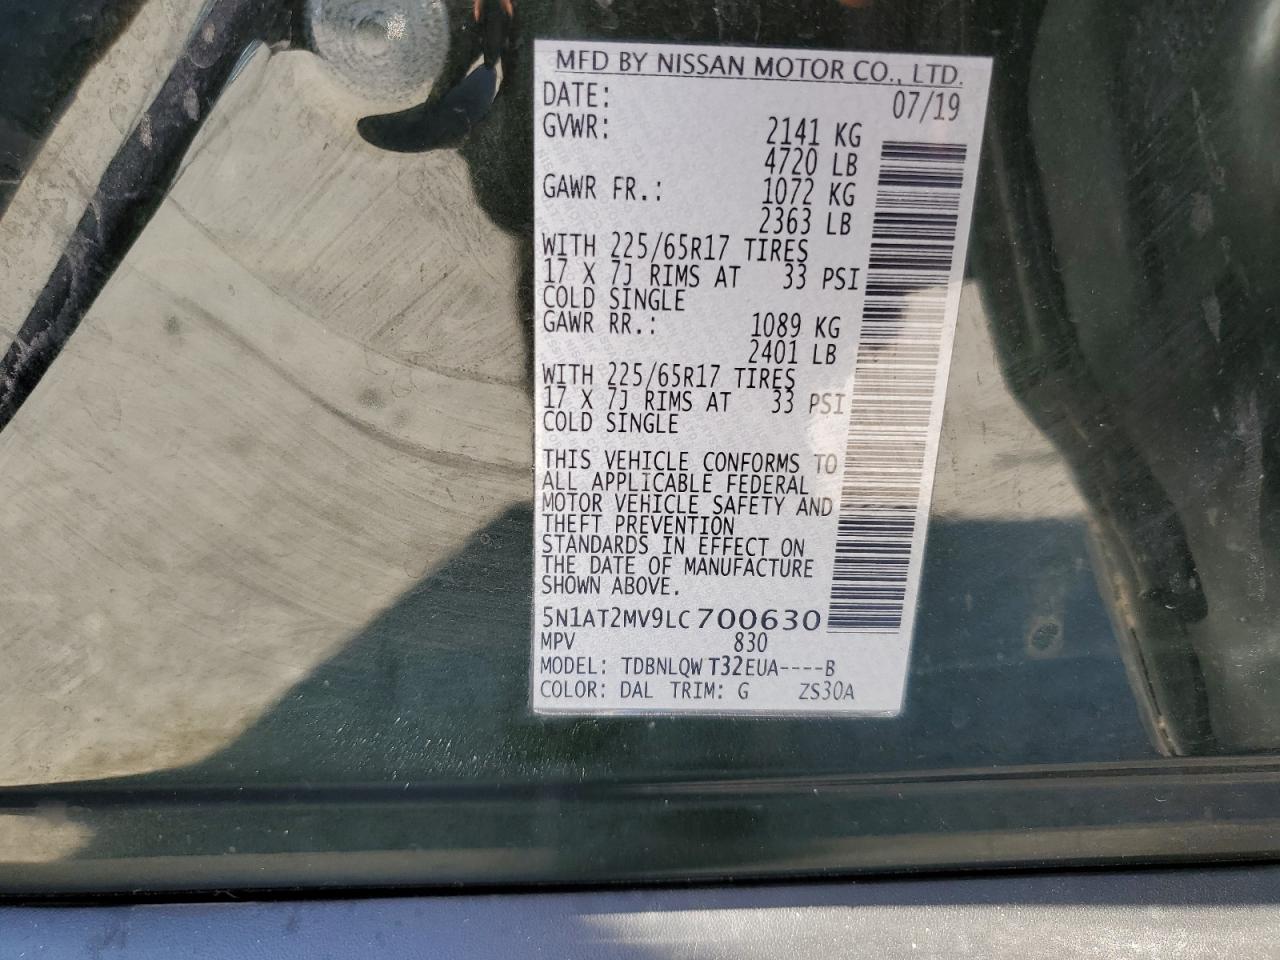 MFD BY NISSAN MOTOR CO., LTD.
DATE: 07/19
GVWR: 2141 KG
4720 LB
GAWR FR.: 1072 KG
2363 LB
WITH 225/65R17 TIRES
17 X 7J RIMS AT 33 PSI
COLD SINGLE
GAWR RR.: 1089 KG
2401 LB
WITH 225/65R17 TIRES
17 X 7J RIMS AT 33 PSI
COLD SINGLE
THIS VEHICLE CONFORMS TO
ALL APPLICABLE FEDERAL
MOTOR VEHICLE SAFETY AND
THEFT PREVENTION
STANDARDS IN EFFECT ON
THE DATE OF MANUFACTURE
SHOWN ABOVE.
5N1AT2MV9LC700630
MPV 830
MODEL: TDBNLQW T32EUA----B
COLOR: DAL TRIM: G ZS30A